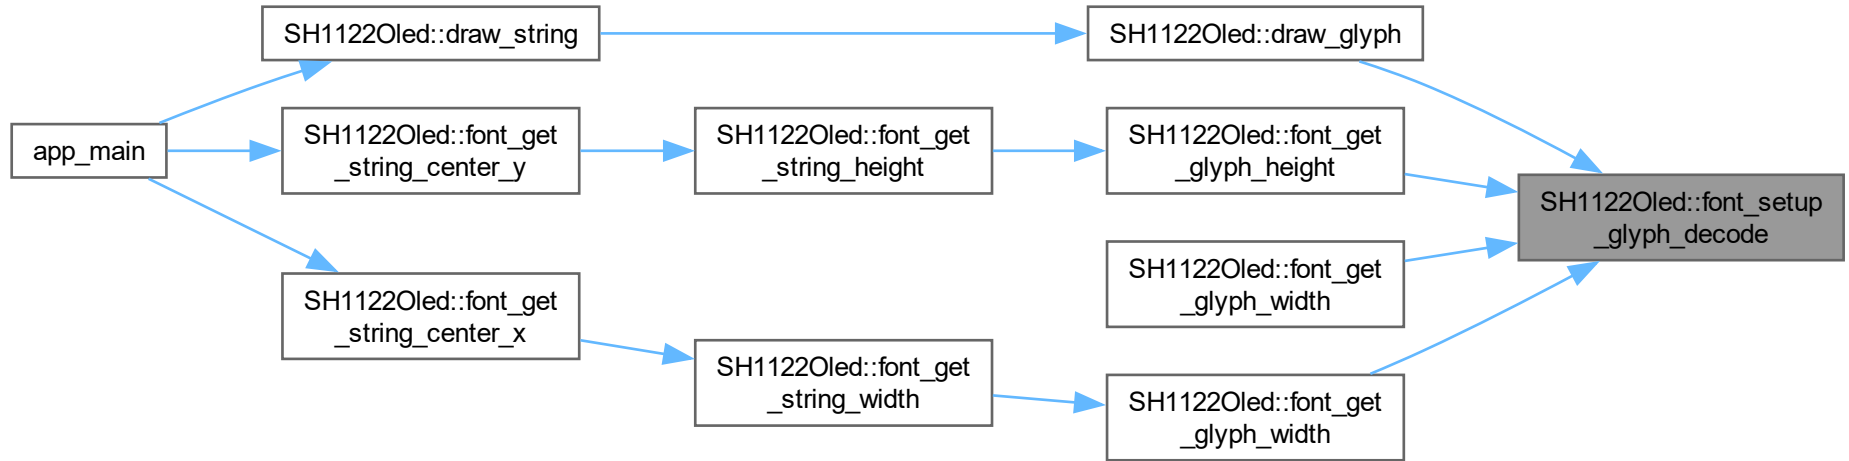 SH1122Oled::draw_string
SH1122Oled::draw_glyph
app_main
SH1122Oled::font_get
_string_center_y
SH1122Oled::font_get
_string_height
SH1122Oled::font_get
_glyph_height
SH1122Oled::font_setup
_glyph_decode
SH1122Oled::font_get
_glyph_width
SH1122Oled::font_get
_string_center_x
SH1122Oled::font_get
_string_width
SH1122Oled::font_get
_glyph_width